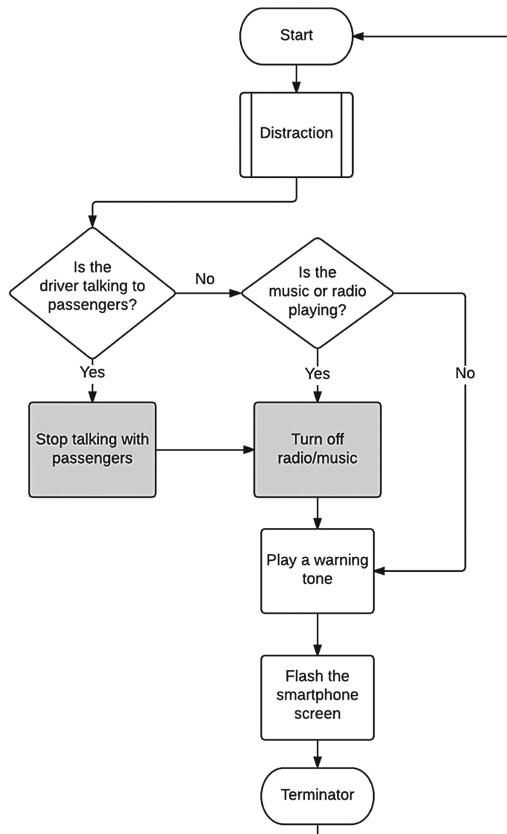 Start
Distraction
Is the
driver talking to
passengers?
No
Is the
music or radio
playing?
Yes
Yes
No
Stop talking with
passengers
Turn off
radio/music
Play a warning
tone
Flash the
smartphone
screen
Terminator